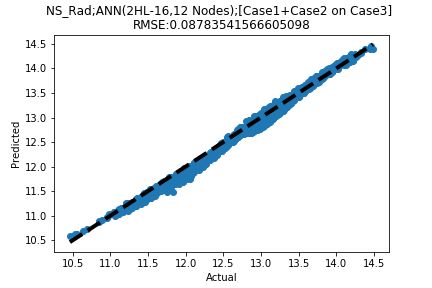 NS_Rad;ANN(2HL-16,12 Nodes);[Case1+Case2 on Case3]
RMSE:0.08783541566605098
14.5
14.0
13.5
13.0
12.5
12.0
11.5
11.0
10.5
Predicted
10.5 11.0 11.5 12.0 12.5 13.0 13.5 14.0 14.5
Actual